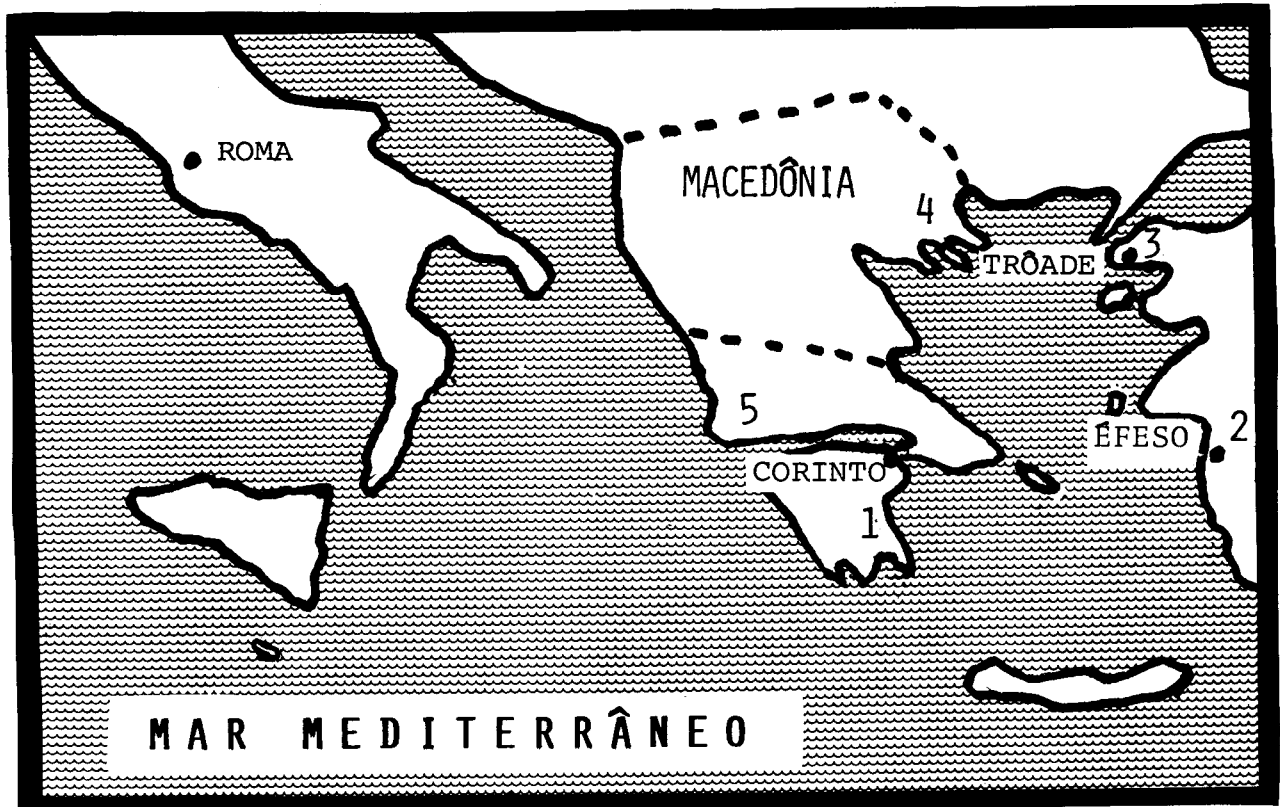 ROMA
MACEDÔNIA
4
3
TRÔADE
5
2
ÉFESO
CORINTO
1
MAR MEDITERRÂNEO